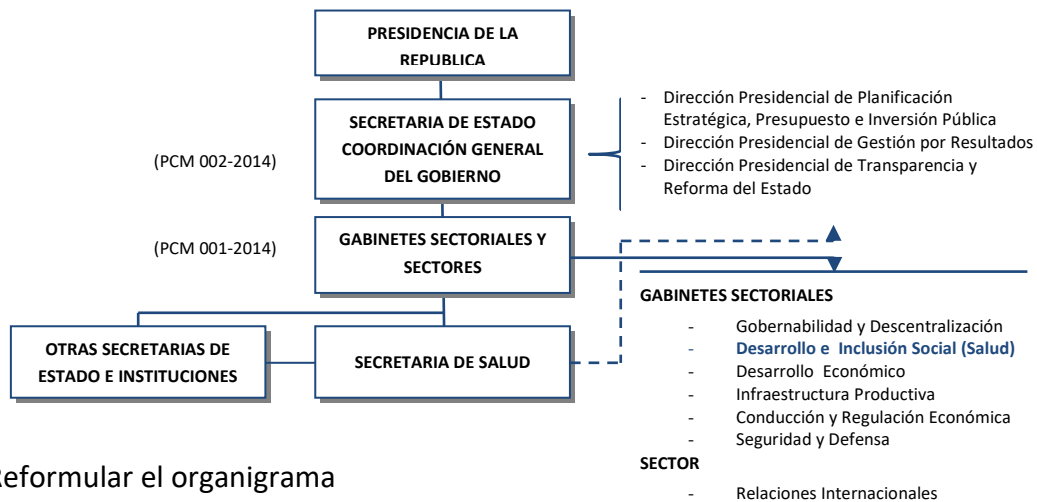 PRESIDENCIA DE LA
REPUBLICA
SECRETARIA DE ESTADO
COORDINACIÓN GENERAL
DEL GOBIERNO
(PCM 002-2014)
- Dirección Presidencial de Planificación
Estratégica, Presupuesto e Inversión Pública
- Dirección Presidencial de Gestión por Resultados
- Dirección Presidencial de Transparencia y
Reforma del Estado
(PCM 001-2014)
GABINETES SECTORIALES Y
SECTORES
OTRAS SECRETARIAS DE
ESTADO E INSTITUCIONES
SECRETARIA DE SALUD
GABINETES SECTORIALES
- Gobernabilidad y Descentralización
- Desarrollo e Inclusión Social (Salud)
- Desarrollo Económico
- Infraestructura Productiva
- Conducción y Regulación Económica
- Seguridad y Defensa
SECTOR
- Relaciones Internacionales
Reformular el organigrama